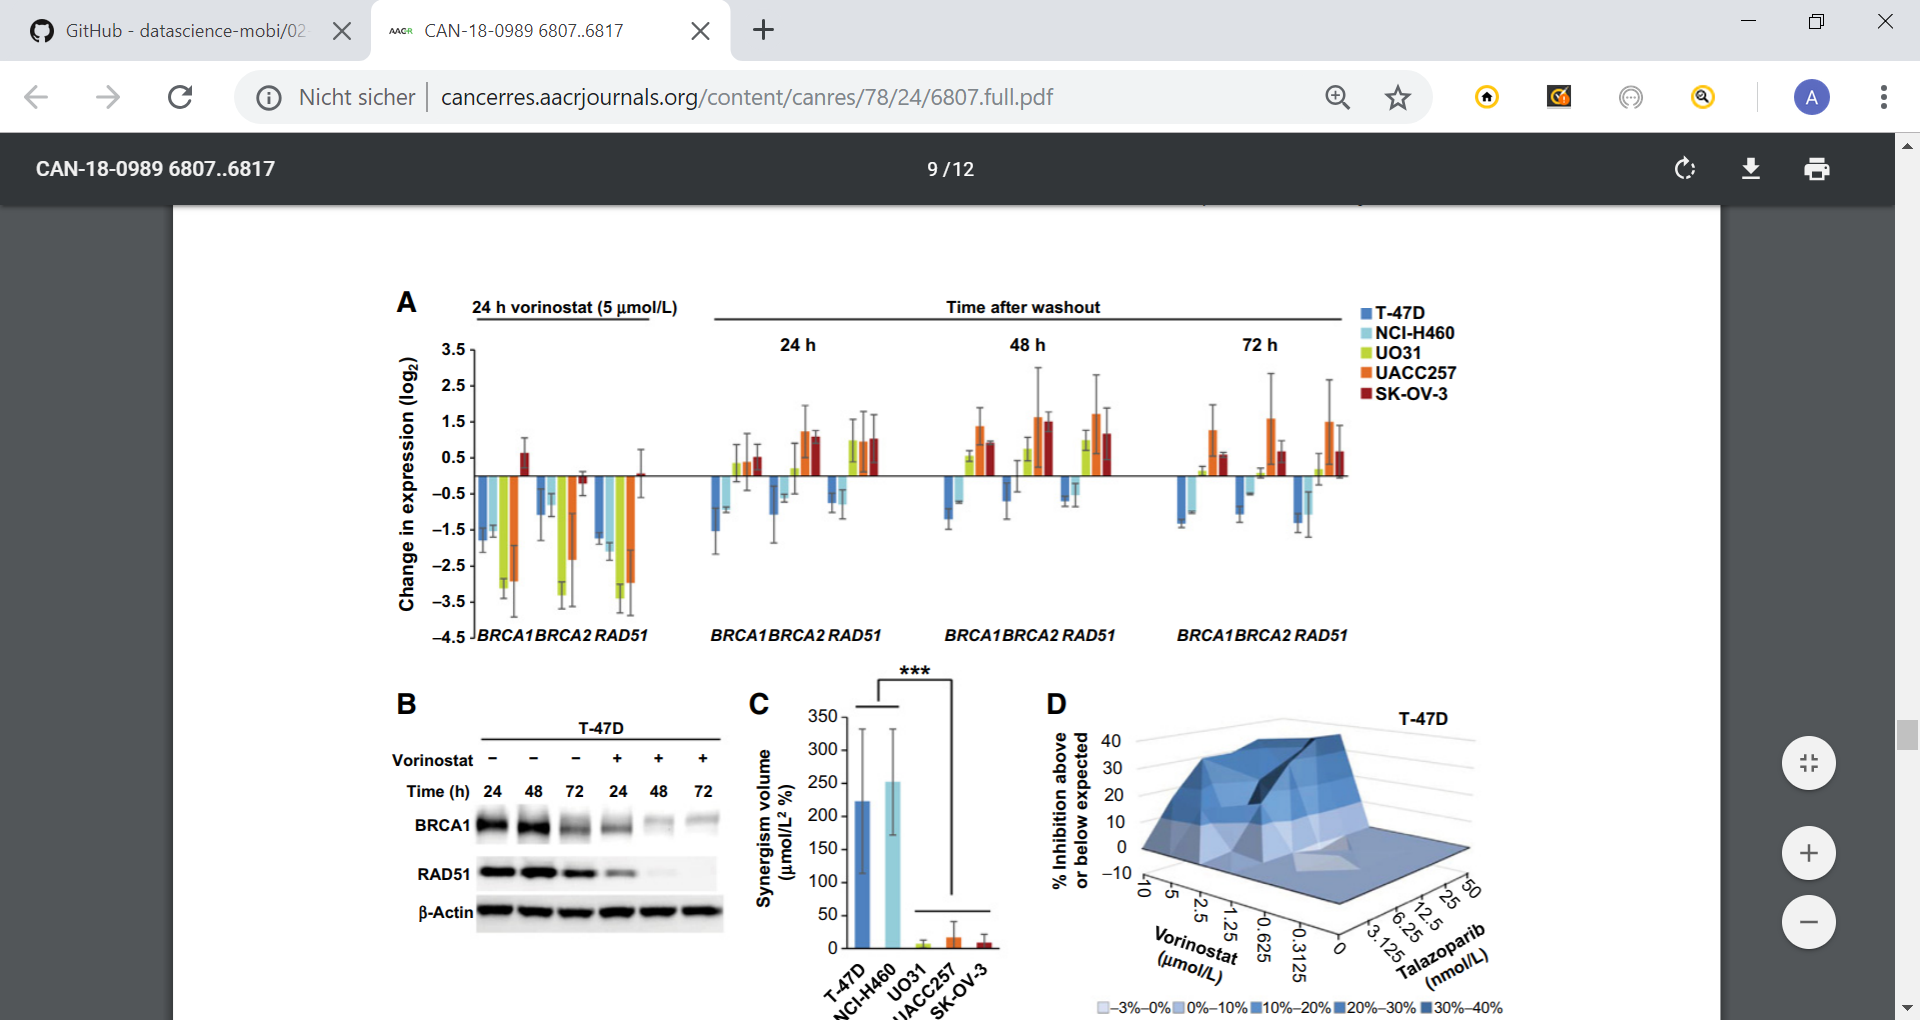 GitHub - datascience-mobi/02
AACR CAN-18-0989 6807..6817
Nicht sicher cancerres.aacrjournals.org/content/canres/78/24/6807.full.pdf
A
CAN-18-0989 6807..6817
9 / 12
A
24 h vorinostat (5 μmol/L)
Time after washout
24 h
48 h
72 h
T-47D
NCI-H460
UO31
UACC257
SK-OV-3
Change in expression (log2)
3.5
2.5
1.5
0.5
–0.5
–1.5
–2.5
–3.5
–4.5
BRCA1 BRCA2 RAD51 BRCA1 BRCA2 RAD51 BRCA1 BRCA2 RAD51 BRCA1 BRCA2 RAD51
B
T-47D
Vorinostat – – – + + +
Time (h) 24 48 72 24 48 72
BRCA1
RAD51
β-Actin
C
***
Synergism volume
(μmol/L² %)
350
300
250
200
150
100
50
0
T-47D
NCI-H460
UO31
UACC257
SK-OV-3
D
T-47D
% Inhibition above
or below expected
40
30
20
10
0
–10
10
5
2.5
1.25
0.625
0.3125
0
Vorinostat
(μmol/L)
3.125
6.25
12.5
25
50
Talazoparib
(nmol/L)
–3%–0% 0%–10% 10%–20% 20%–30% 30%–40%